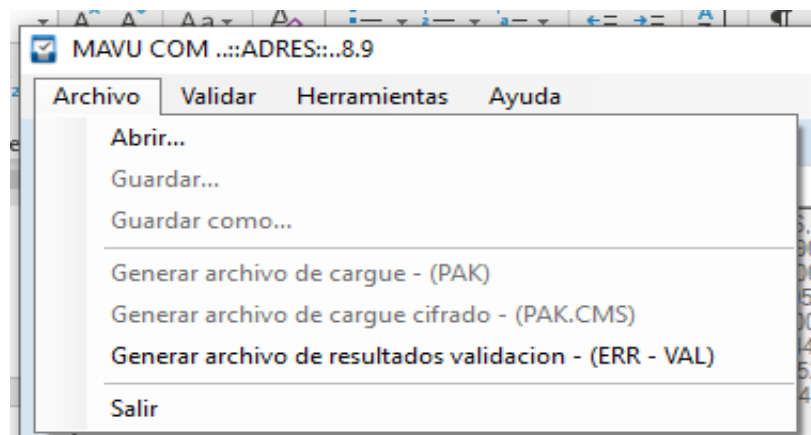 MAVU COM ..::ADRES::..8.9
Archivo Validar Herramientas Ayuda
Abrir...
Guardar...
Guardar como...
Generar archivo de cargue - (PAK)
Generar archivo de cargue cifrado - (PAK.CMS)
Generar archivo de resultados validacion - (ERR - VAL)
Salir